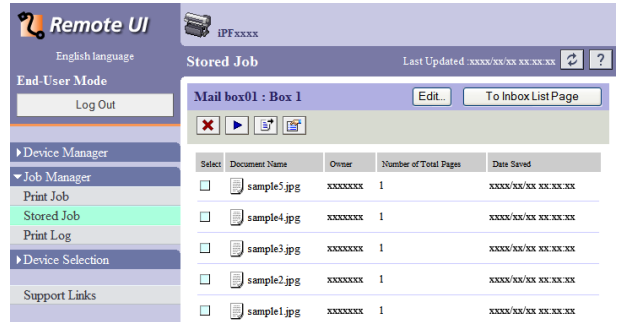 Remote UI
English language
End-User Mode
Log Out
Device Manager
Job Manager
Print Job
Stored Job
Print Log
Device Selection
Support Links
iPFxxxx
Stored Job
Last Updated :xxxx/xx/xx xx:xx:xx
?
Mail box01 : Box 1
Edit...
To Inbox List Page
Select Document Name Owner Number of Total Pages Date Saved
sample5.jpg xxxxxxx 1 xxxx/xx/xx xx:xx:xx
sample4.jpg xxxxxxx 1 xxxx/xx/xx xx:xx:xx
sample3.jpg xxxxxxx 1 xxxx/xx/xx xx:xx:xx
sample2.jpg xxxxxxx 1 xxxx/xx/xx xx:xx:xx
sample1.jpg xxxxxxx 1 xxxx/xx/xx xx:xx:xx